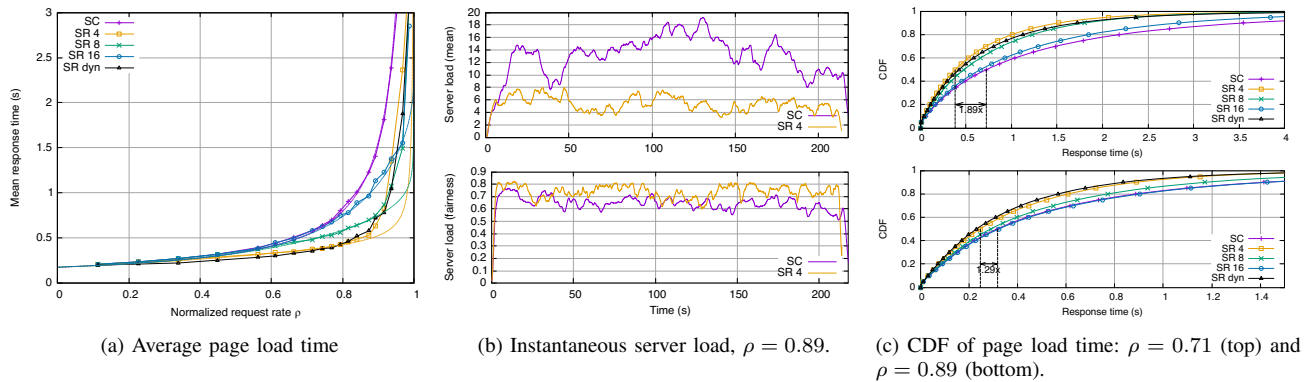 3
2.5
2
1.5
1
0.5
0
Mean response time (s)
SC
SR 4
SR 8
SR 16
SR dyn
0
0.2
0.4
0.6
0.8
1
Normalized request rate ρ
(a) Average page load time
20
18
16
14
12
10
8
6
4
2
0
Server load (mean)
SC
SR 4
0
50
100
150
200
0.9
0.8
0.7
0.6
0.5
0.4
0.3
0.2
0.1
0
Server load (fairness)
SC
SR 4
0
50
100
150
200
Time (s)
(b) Instantaneous server load, ρ = 0.89.
1
0.8
0.6
0.4
0.2
0
CDF
SC
SR 4
SR 8
SR 16
SR dyn
1.89x
0
0.5
1
1.5
2
2.5
3
3.5
4
Response time (s)
1
0.8
0.6
0.4
0.2
0
CDF
SC
SR 4
SR 8
SR 16
SR dyn
1.29x
0
0.2
0.4
0.6
0.8
1
1.2
1.4
Response time (s)
(c) CDF of page load time: ρ = 0.71 (top) and
ρ = 0.89 (bottom).